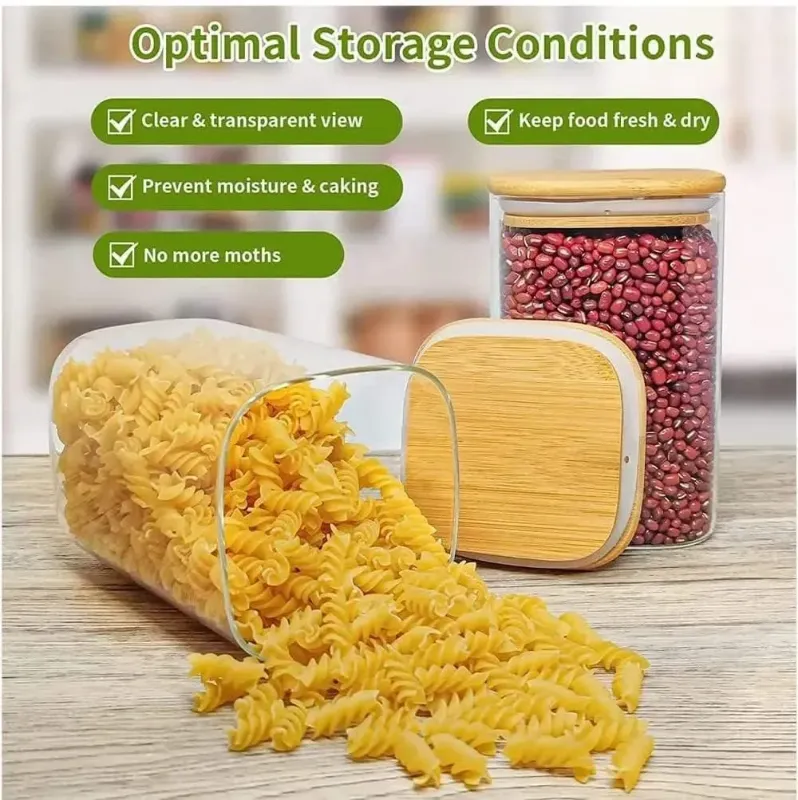 Optimal Storage Conditions
Clear & transparent view
Keep food fresh & dry
Prevent moisture & caking
No more moths